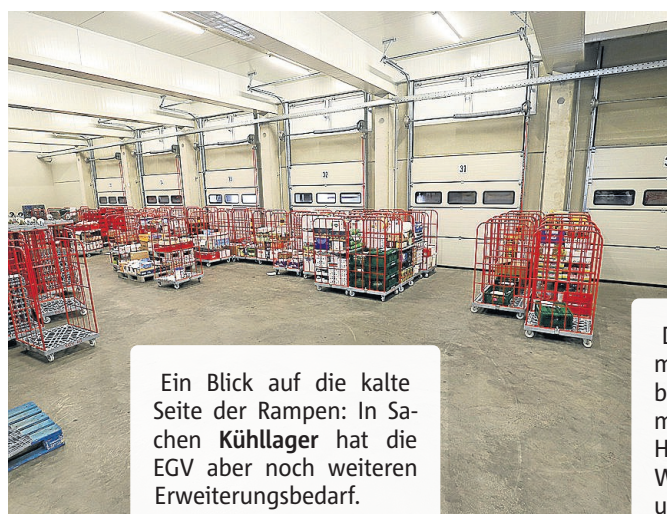 32
31
Ein Blick auf die kalte
Seite der Rampen: In Sa-
chen Kühllager hat die
EGV aber noch weiteren
Erweiterungsbedarf.